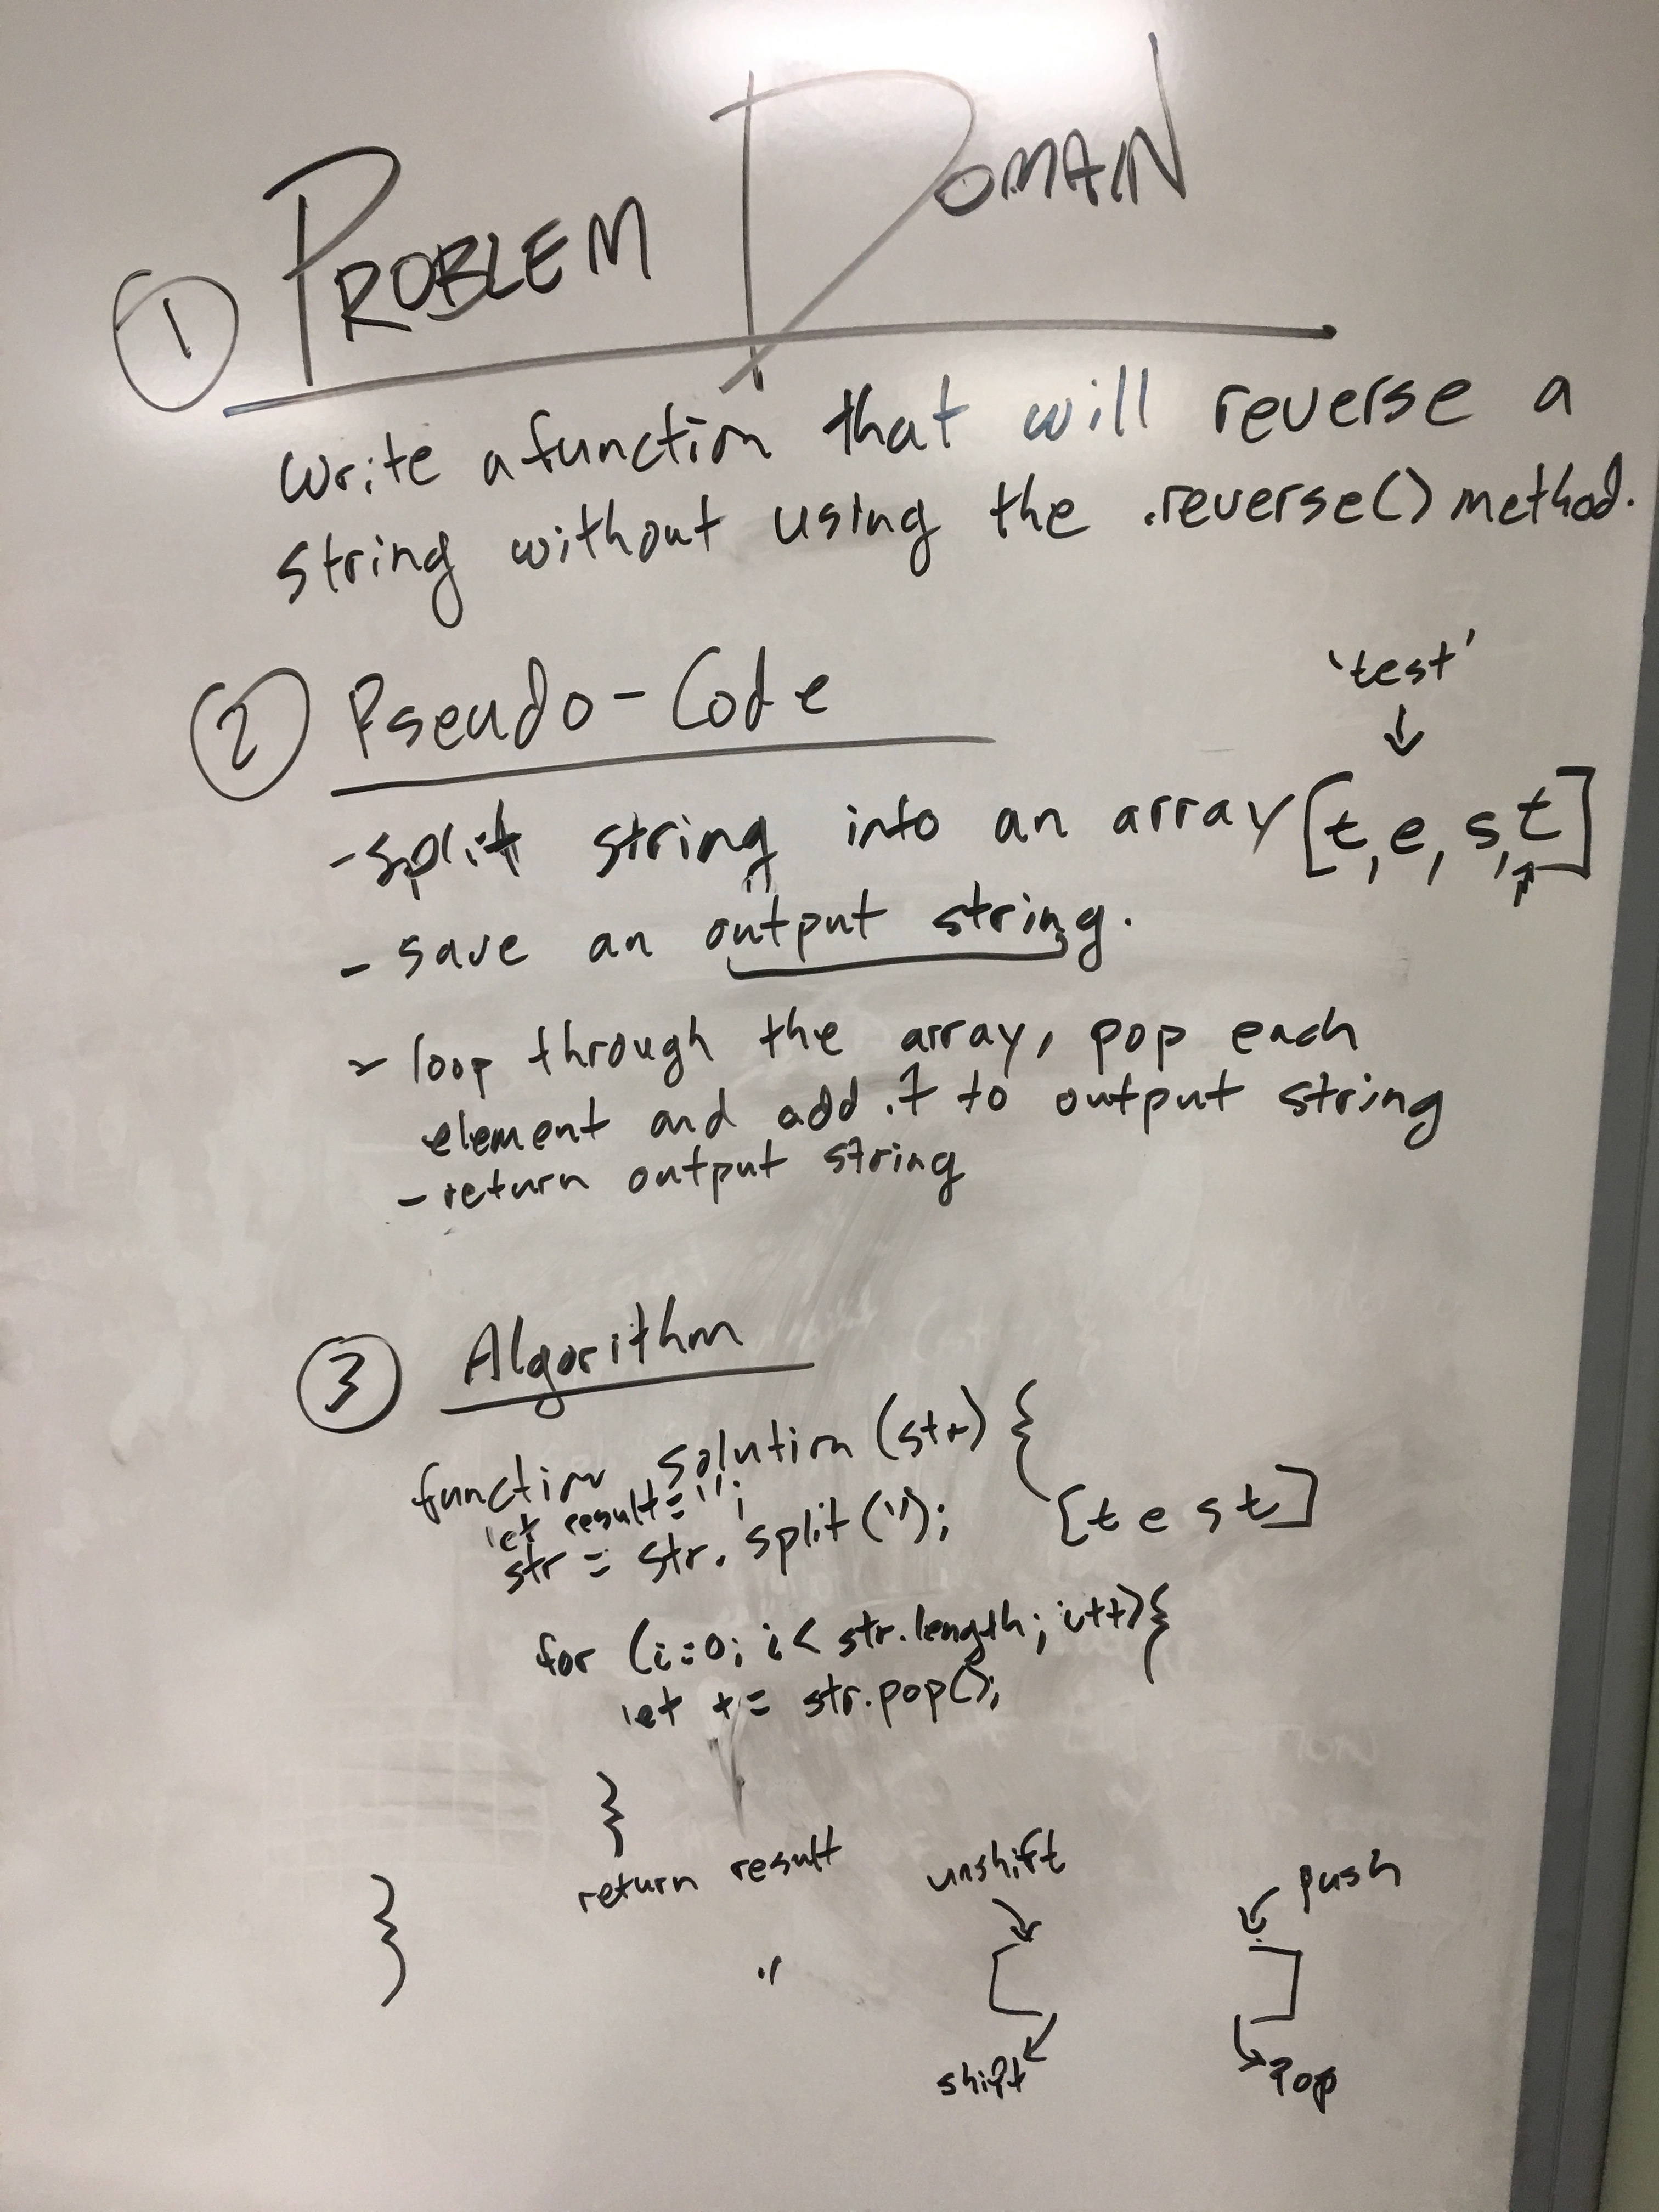 ① PROBLEM DOMAIN
write a function that will reverse a
string without using the .reverse() method.
② Pseudo-Code
'test'
-split string into an array [t, e, s, t]
- save an output string.
- loop through the array, pop each
element and add it to output string
- return output string
③ Algorithm
function solution (str) {
let result = '';
str = str. split (''); [t e s t]
for (i=0; i < str.length; i++){
let += str.pop();
}
return result
}
unshift push
shift pop